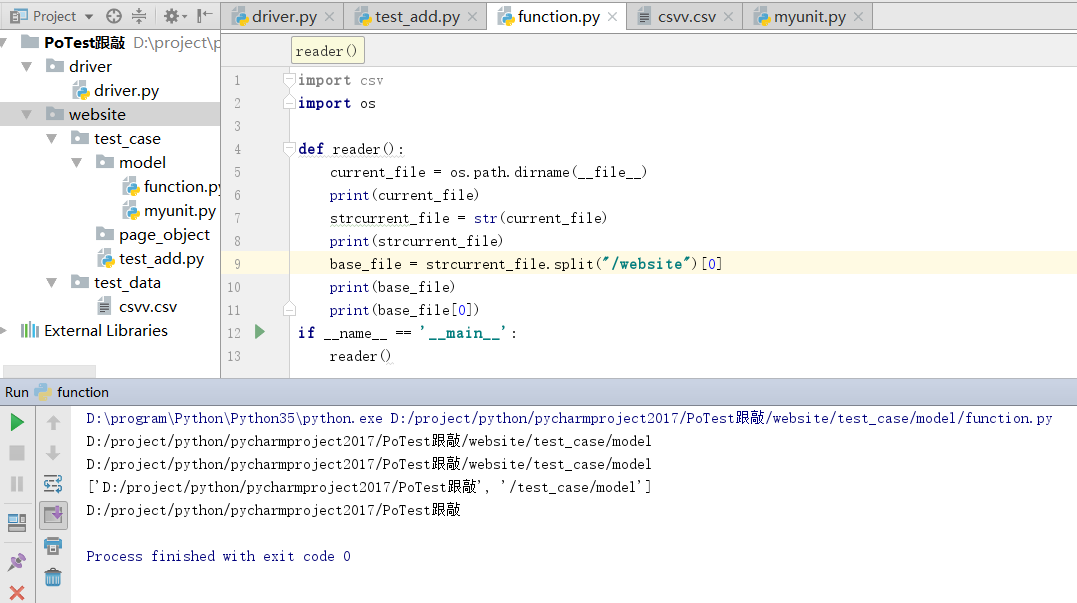 Project
driver.py
test_add.py
function.py
csvv.csv
myunit.py
PoTest跟敲 D:\project\p
driver
driver.py
website
test_case
model
function.py
myunit.py
page_object
test_add.py
test_data
csvv.csv
External Libraries
reader()
1 import csv
2 import os
3
4 def reader():
5 current_file = os.path.dirname(__file__)
6 print(current_file)
7 strcurrent_file = str(current_file)
8 print(strcurrent_file)
9 base_file = strcurrent_file.split("/website")[0]
10 print(base_file)
11 print(base_file[0])
12 if __name__ == '__main__':
13 reader()
Run function
D:\program\Python\Python35\python.exe D:/project/python/pycharmproject2017/PoTest跟敲/website/test_case/model/function.py
D:/project/python/pycharmproject2017/PoTest跟敲/website/test_case/model
D:/project/python/pycharmproject2017/PoTest跟敲/website/test_case/model
['D:/project/python/pycharmproject2017/PoTest跟敲', '/test_case/model']
D:/project/python/pycharmproject2017/PoTest跟敲
Process finished with exit code 0